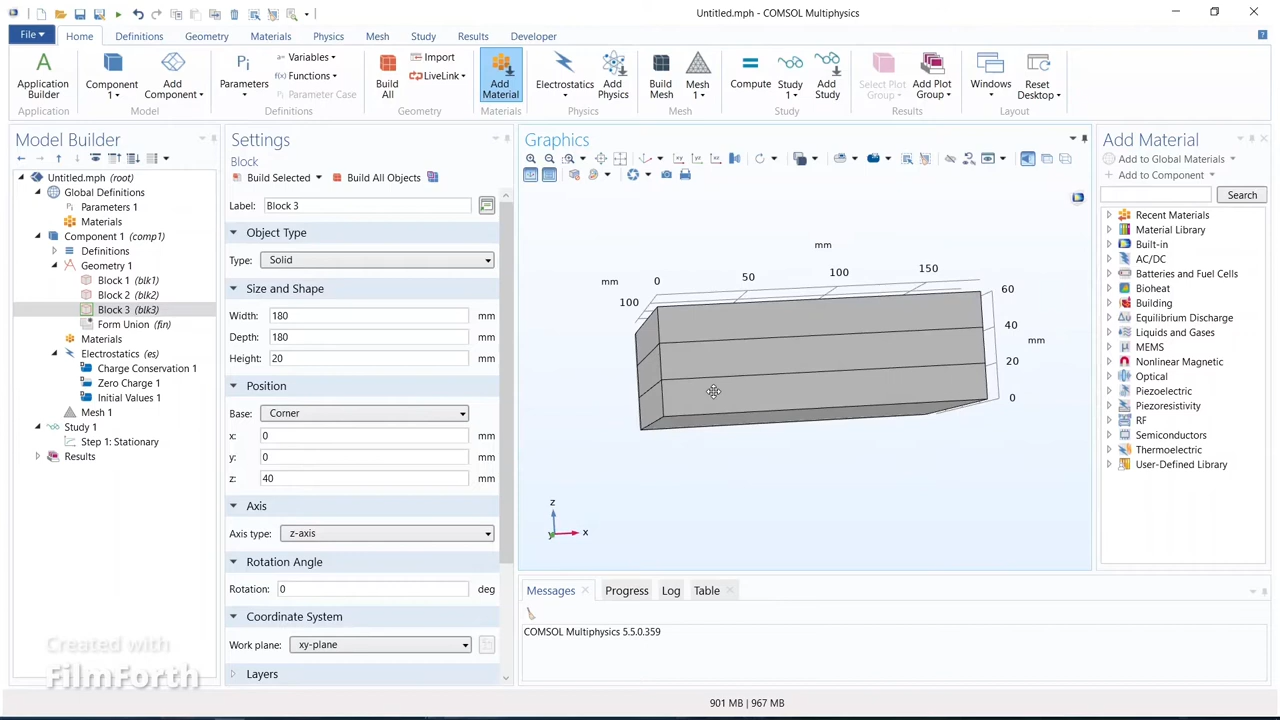 Untitled.mph - COMSOL Multiphysics
File Home Definitions Geometry Materials Physics Mesh Study Results Developer
Application Builder
Application
Component 1
Add Component
Model
Parameters
Variables
Functions
Parameter Case
Definitions
Build All
Import
LiveLink
Geometry
Add Material
Materials
Electrostatics
Add Physics
Physics
Build Mesh
Mesh 1
Mesh
Compute
Study 1
Add Study
Study
Select Plot Group
Add Plot Group
Results
Windows
Reset Desktop
Layout
Model Builder
Untitled.mph (root)
Global Definitions
Pi Parameters 1
Materials
Component 1 (comp1)
Definitions
Geometry 1
Block 1 (blk1)
Block 2 (blk2)
Block 3 (blk3)
Form Union (fin)
Materials
Electrostatics (es)
Charge Conservation 1
Zero Charge 1
Initial Values 1
Mesh 1
Study 1
Step 1: Stationary
Results
Created with
FilmForth
Settings
Block
Build Selected Build All Objects
Label: Block 3
Object Type
Type: Solid
Size and Shape
Width: 180 mm
Depth: 180 mm
Height: 20 mm
Position
Base: Corner
x: 0 mm
y: 0 mm
z: 40 mm
Axis
Axis type: z-axis
Rotation Angle
Rotation: 0 deg
Coordinate System
Work plane: xy-plane
Layers
Graphics
mm
mm 0 50 100 150
100
60
40
mm
20
0
z
y x
Messages Progress Log Table
COMSOL Multiphysics 5.5.0.359
Add Material
Add to Global Materials
Add to Component
Search
Recent Materials
Material Library
Built-in
AC/DC
Batteries and Fuel Cells
Bioheat
Building
Equilibrium Discharge
Liquids and Gases
MEMS
Nonlinear Magnetic
Optical
Piezoelectric
Piezoresistivity
RF
Semiconductors
Thermoelectric
User-Defined Library
901 MB | 967 MB